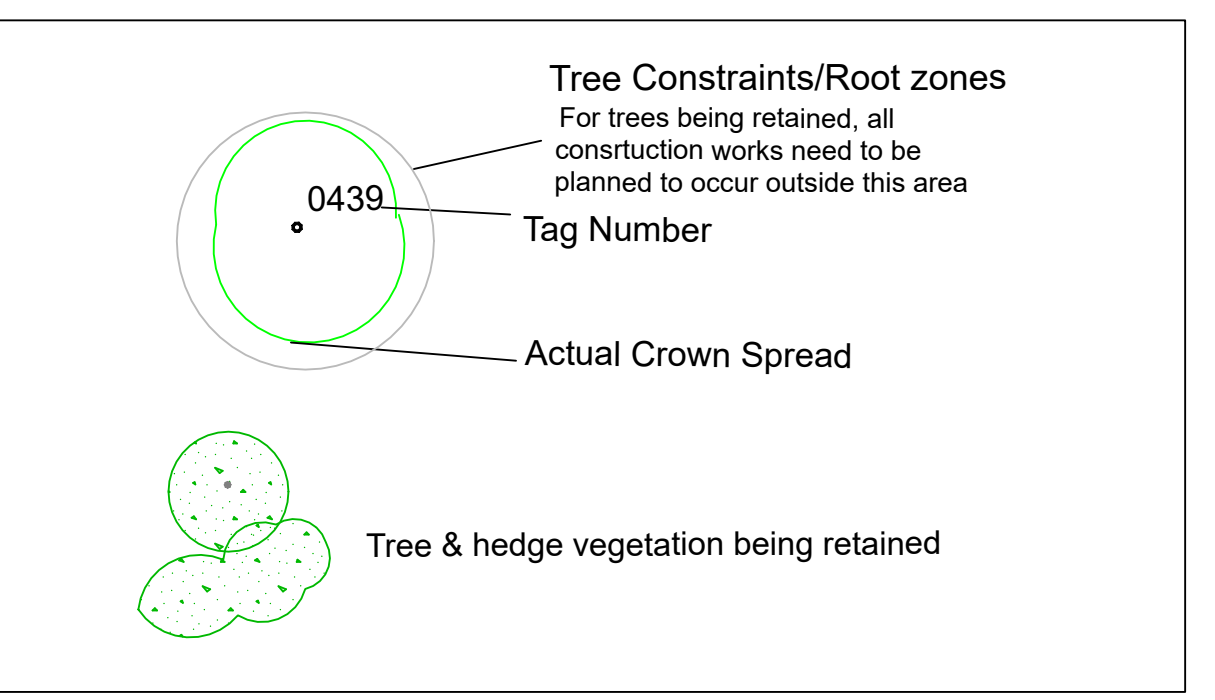 Tree Constraints/Root zones
For trees being retained, all
consrtuction works need to be
planned to occur outside this area
0439
Tag Number
Actual Crown Spread
Tree & hedge vegetation being retained